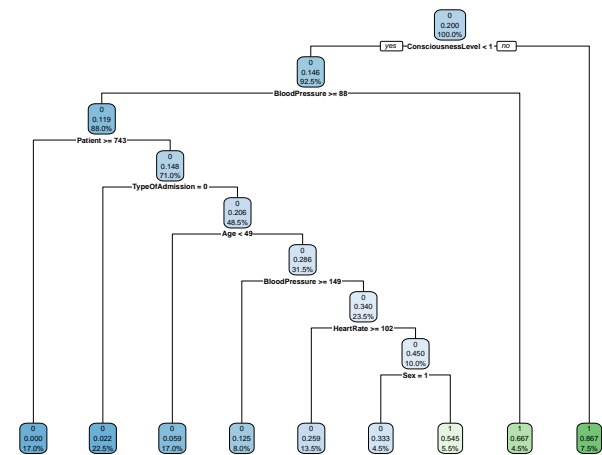 0
0.200
100.0%
yes ConsciousnessLevel < 1 no
0
0.146
92.5%
BloodPressure >= 88
0
0.119
88.0%
Patient >= 743
0
0.148
71.0%
TypeOfAdmission = 0
0
0.206
48.5%
Age < 49
0
0.286
31.5%
BloodPressure >= 149
0
0.340
23.5%
HeartRate >= 102
0
0.450
10.0%
Sex = 1
0 0 0 0 0 0 1 1 1
0.000 0.022 0.059 0.125 0.259 0.333 0.545 0.667 0.867
17.0% 22.5% 17.0% 8.0% 13.5% 4.5% 5.5% 4.5% 7.5%